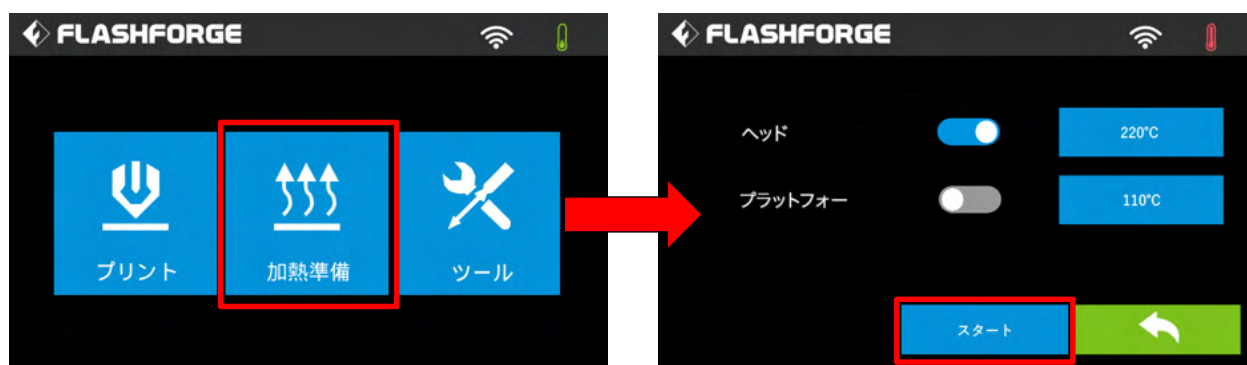 FLASHFORGE
プリント
加熱準備
ツール
FLASHFORGE
ヘッド
220°C
プラットフォー
110°C
スタート